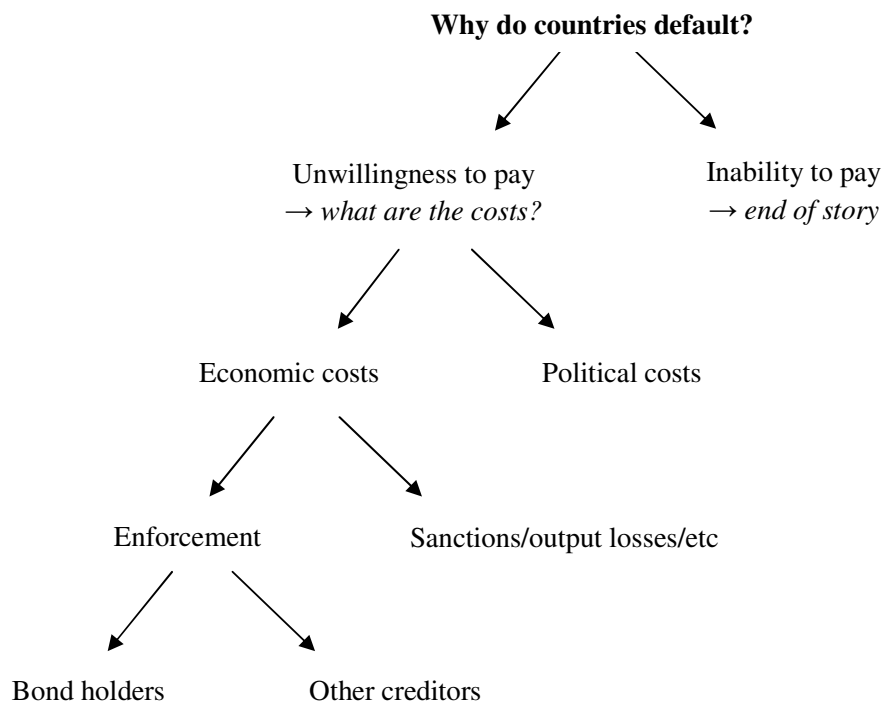 Why do countries default?
Unwillingness to pay
→ what are the costs?
Inability to pay
→ end of story
Economic costs
Political costs
Enforcement
Sanctions/output losses/etc
Bond holders
Other creditors